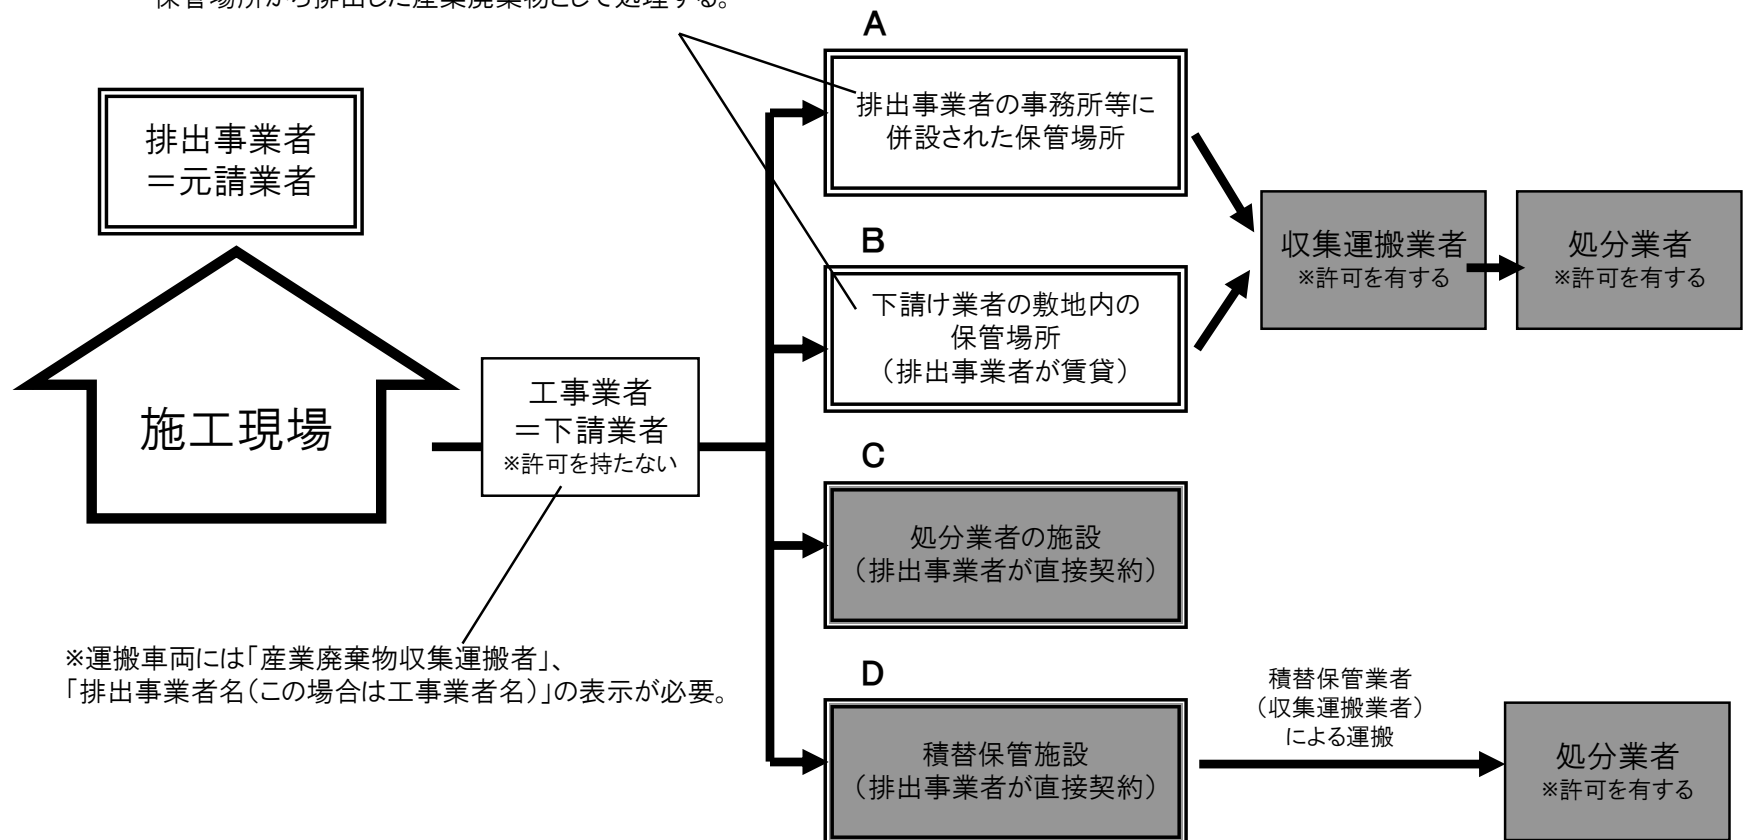 保管場所から排出した産業廃棄物として処理する。
排出事業者
＝元請業者
施工現場
工事業者
＝下請業者
※許可を持たない
※運搬車両には「産業廃棄物収集運搬者」、
「排出事業者名（この場合は工事業者名）」の表示が必要。
A
排出事業者の事務所等に
併設された保管場所
B
下請け業者の敷地内の
保管場所
（排出事業者が賃貸）
収集運搬業者
※許可を有する
処分業者
※許可を有する
C
処分業者の施設
（排出事業者が直接契約）
D
積替保管施設
（排出事業者が直接契約）
積替保管業者
（収集運搬業者）
による運搬
処分業者
※許可を有する